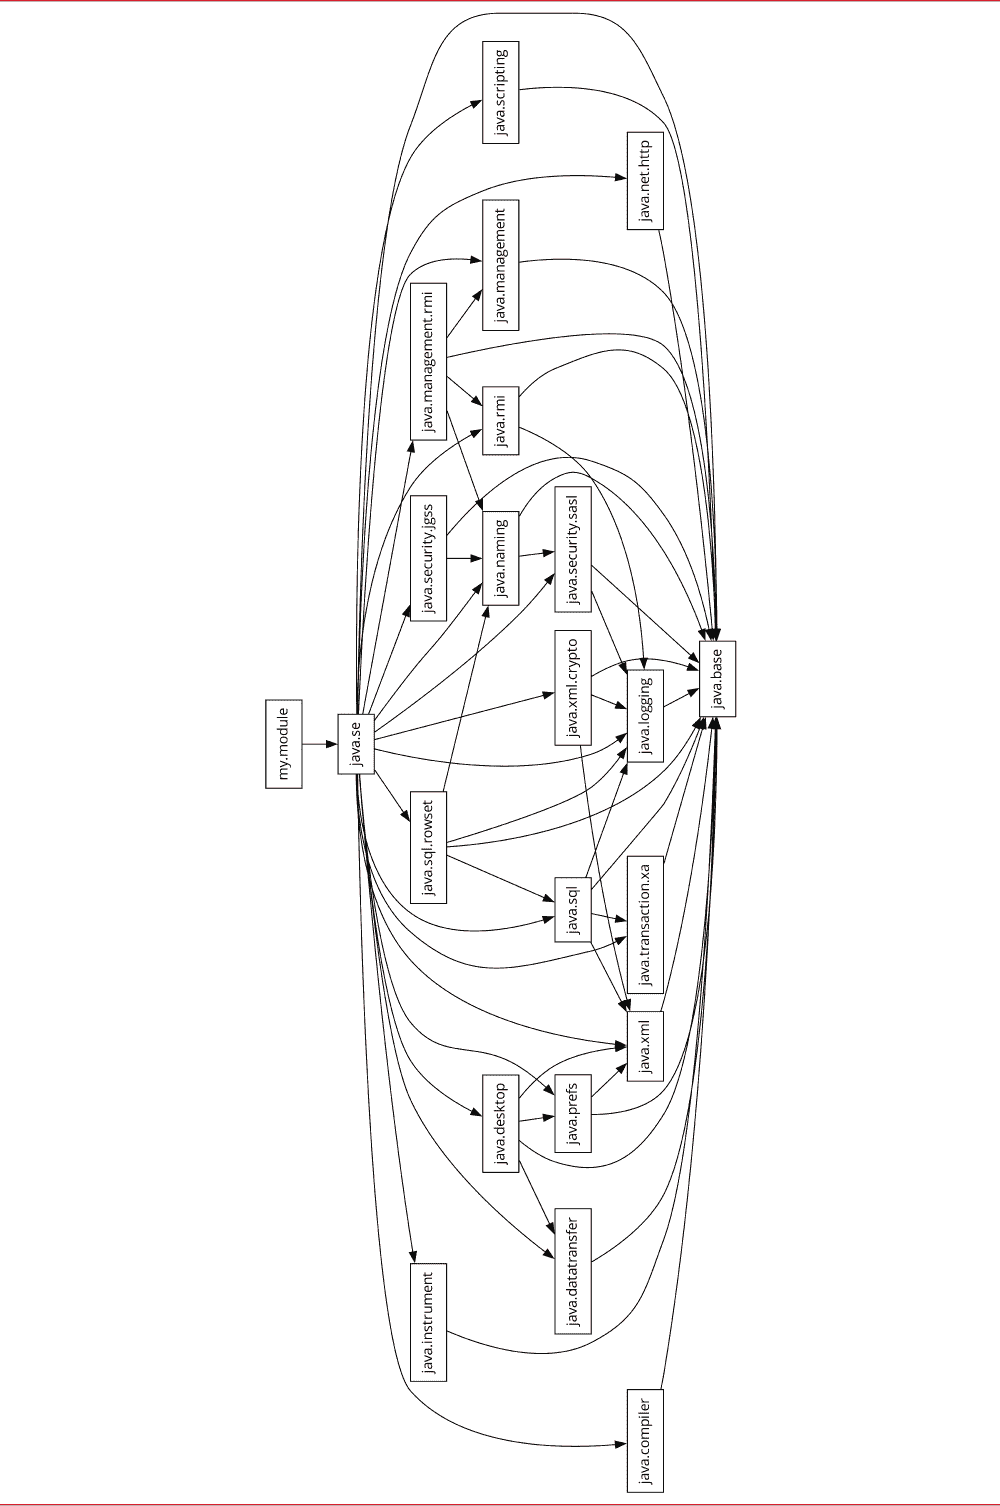 my.module
java.se
java.instrument
java.sql.rowset
java.security.jgss
java.management.rmi
java.desktop
java.naming
java.rmi
java.management
java.scripting
java.datatransfer
java.prefs
java.sql
java.xml.crypto
java.security.sasl
java.compiler
java.xml
java.transaction.xa
java.logging
java.net.http
java.base